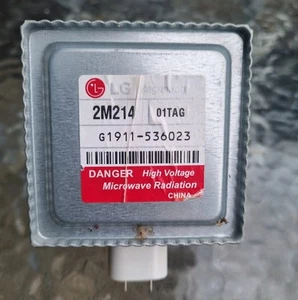 LG
2M214 01TAG
G1911-536023
DANGER High Voltage
Microwave Radiation
CHINA